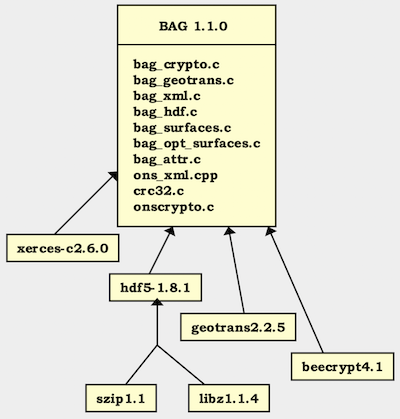 BAG 1.1.0
bag_crypto.c
bag_geotrans.c
bag_xml.c
bag_hdf.c
bag_surfaces.c
bag_opt_surfaces.c
bag_attr.c
ons_xml.cpp
crc32.c
onscrypto.c
xerces-c2.6.0
hdf5-1.8.1
geotrans2.2.5
beecrypt4.1
szip1.1
libz1.1.4